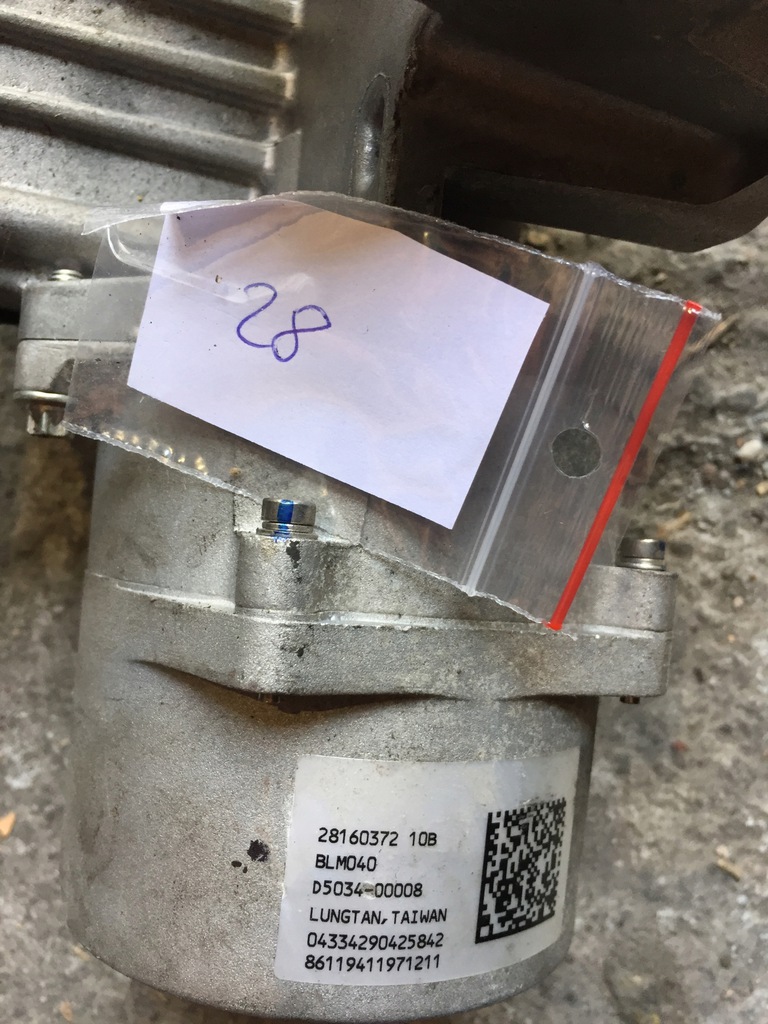 28
28160372 10B
BLM040
D5034-00008
LUNGTAN, TAIWAN
04334290425842
86119411971211